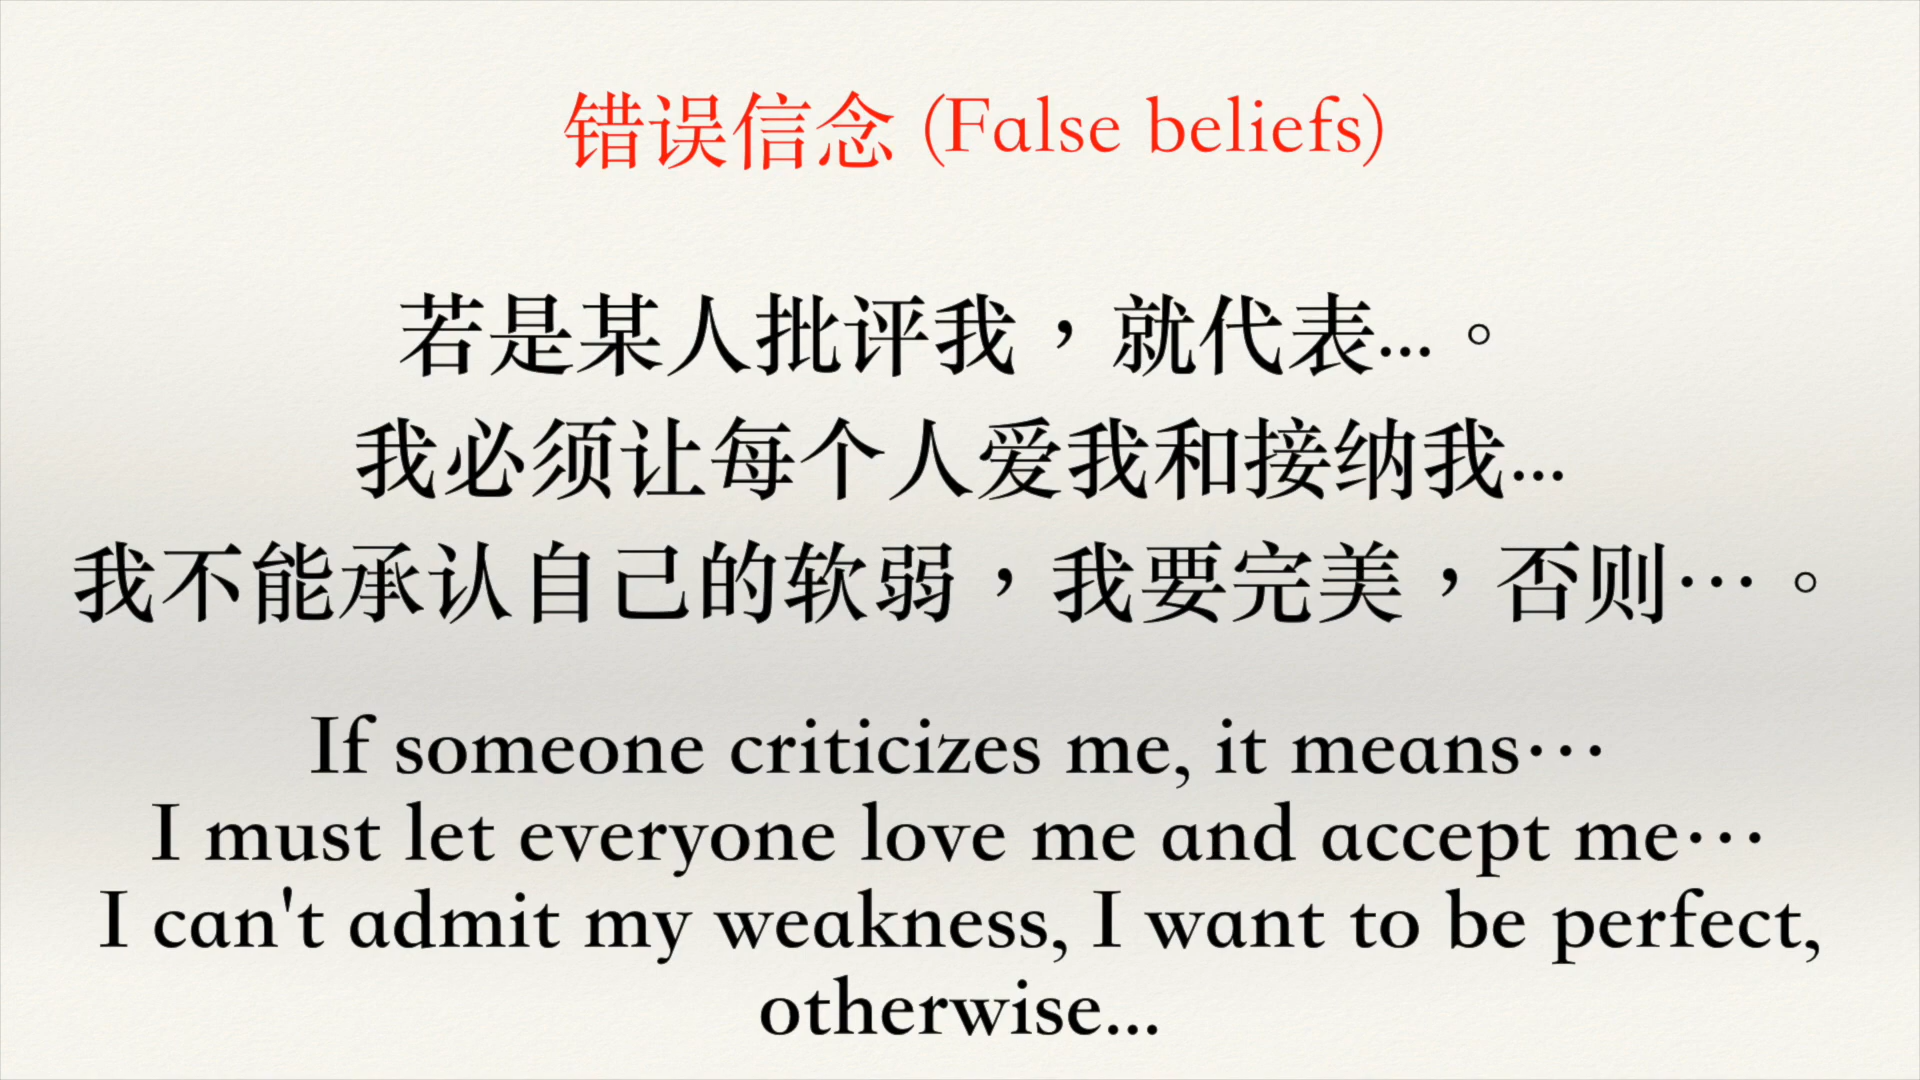 错误信念 (False beliefs)
若是某人批评我，就代表...。
我必须让每个人爱我和接纳我...
我不能承认自己的软弱，我要完美，否则…。
If someone criticizes me, it means…
I must let everyone love me and accept me…
I can't admit my weakness, I want to be perfect,
otherwise...